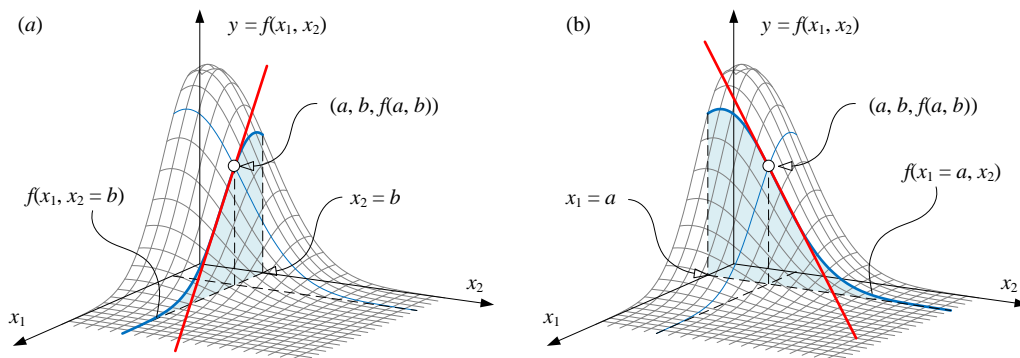 (a)
y = f(x₁, x₂)
(a, b, f(a, b))
f(x₁, x₂ = b)
x₂ = b
x₂
x₁
(b)
y = f(x₁, x₂)
(a, b, f(a, b))
x₁ = a
f(x₁ = a, x₂)
x₂
x₁